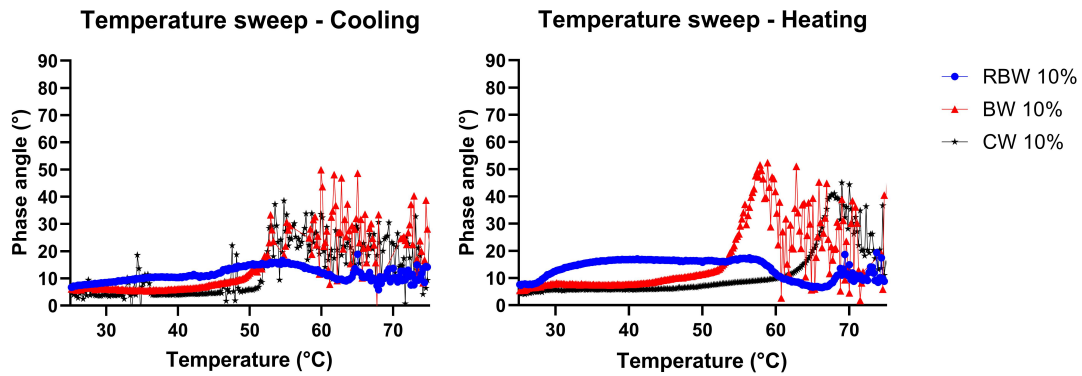 Temperature sweep - Cooling
Phase angle (°)
90
80
70
60
50
40
30
20
10
0
30 40 50 60 70
Temperature (°C)
Temperature sweep - Heating
Phase angle (°)
90
80
70
60
50
40
30
20
10
0
30 40 50 60 70
Temperature (°C)
RBW 10%
BW 10%
CW 10%